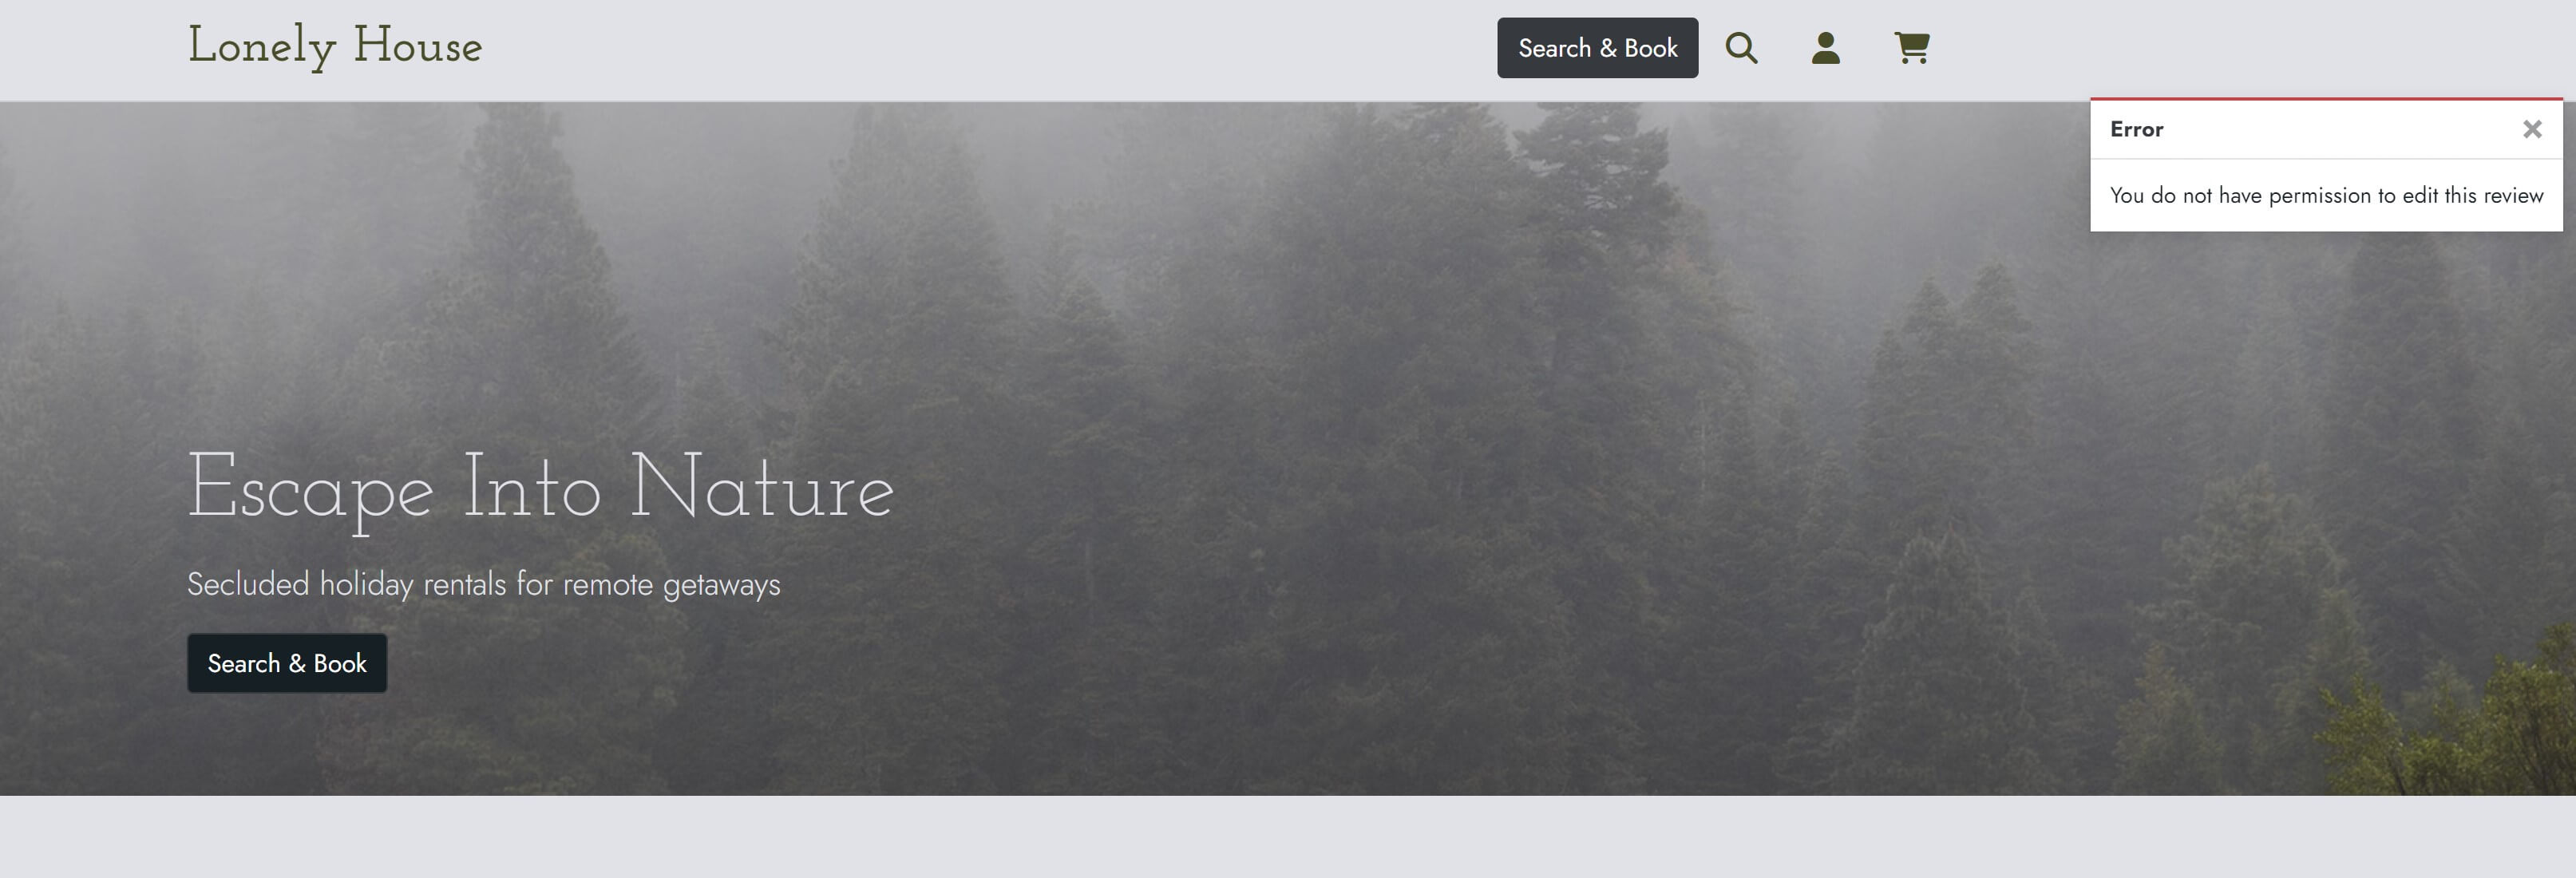 Lonely House
Search & Book
Error
You do not have permission to edit this review
Escape Into Nature
Secluded holiday rentals for remote getaways
Search & Book